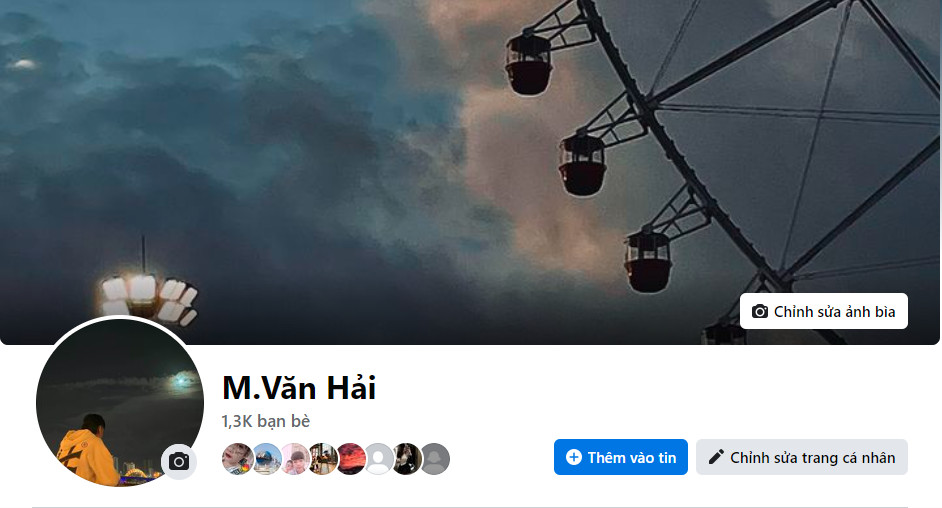 Chỉnh sửa ảnh bìa
M.Văn Hải
1,3K bạn bè
Thêm vào tin
Chỉnh sửa trang cá nhân